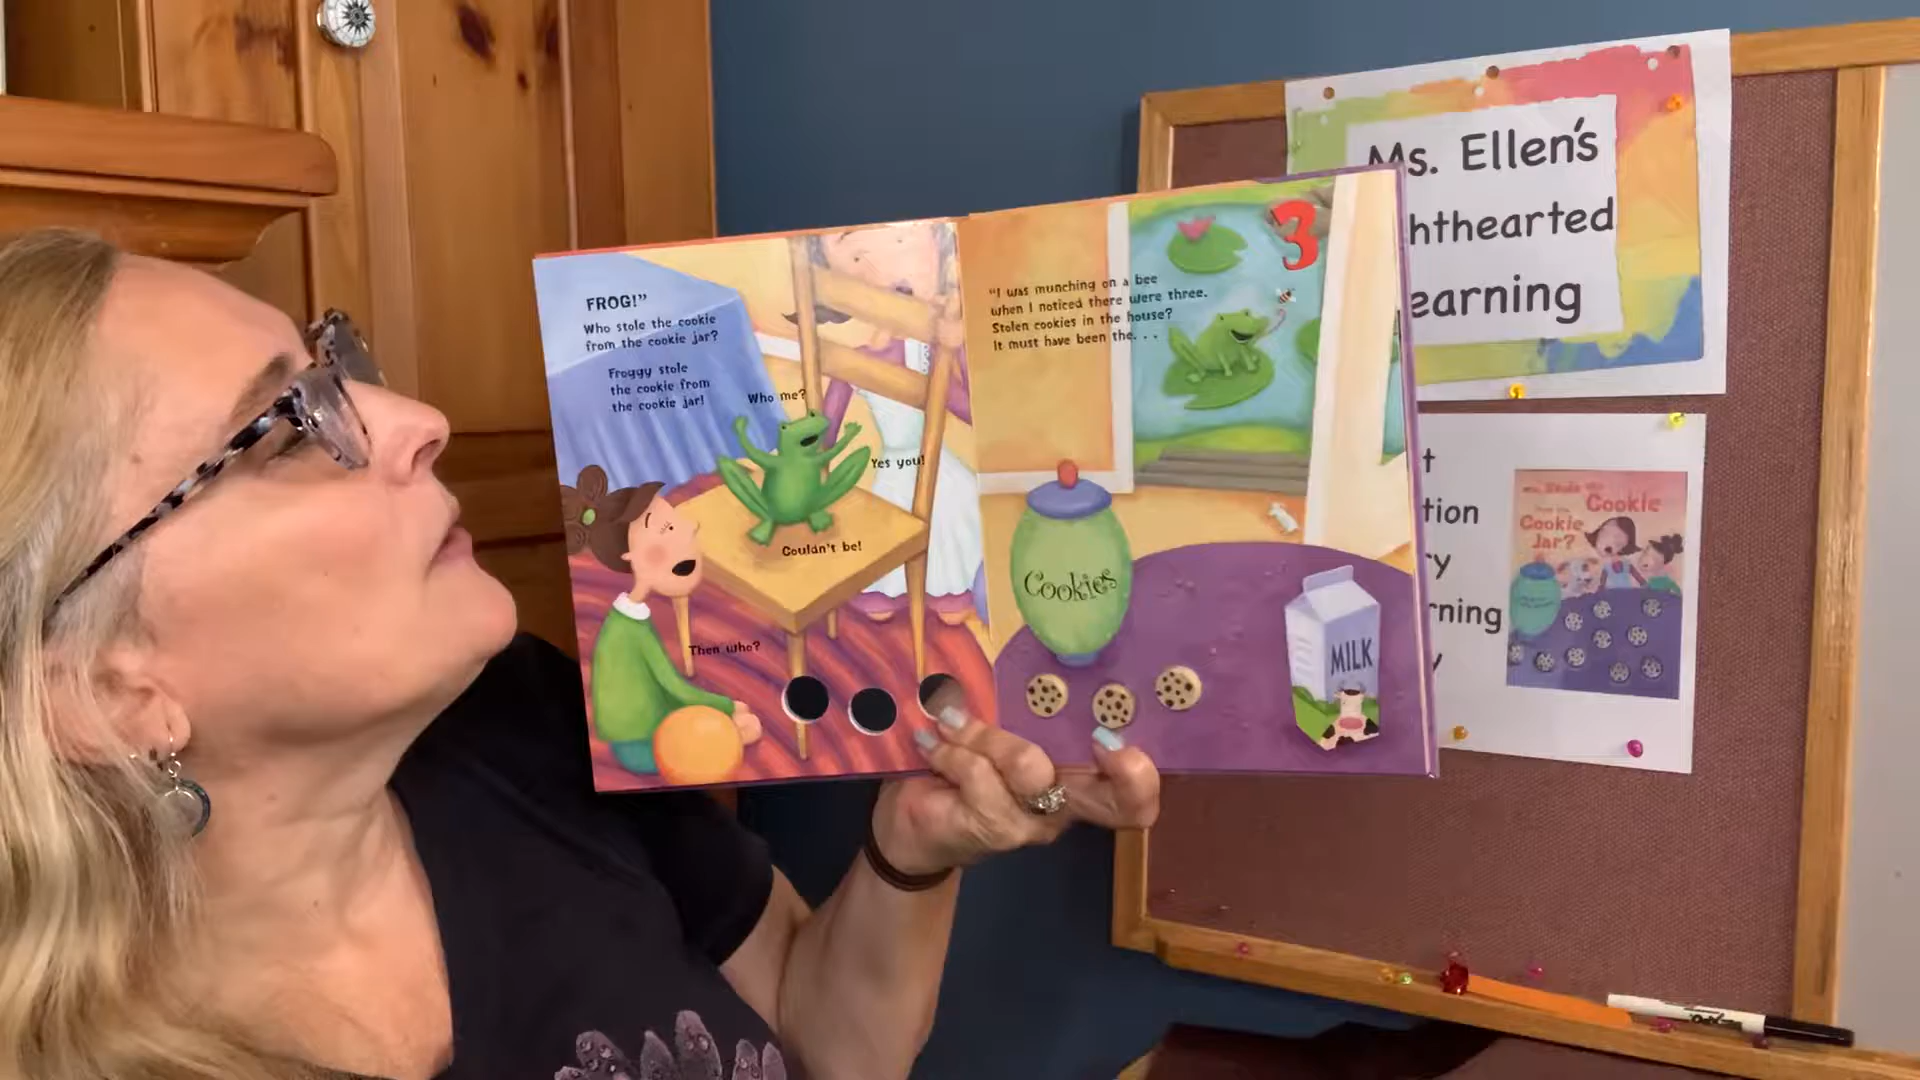 FROG!"
Who stole the cookie
from the cookie jar?
Froggy stole
the cookie from
the cookie jar!
Who me?
Yes you!
Couldn't be!
Then who?
3
"I was munching on a bee
when I noticed there were three.
Stolen cookies in the house?
It must have been the. . .
Cookies
MILK
Ms. Ellen's
hthearted
earning
t
tion
ry
rning
y
Cookie
Cookie
Jar?